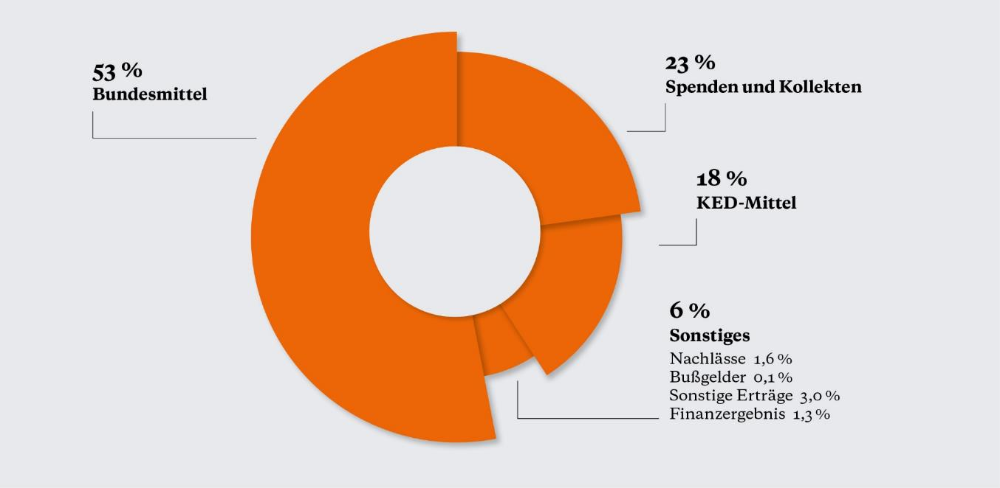 53 %
Bundesmittel
23 %
Spenden und Kollekten
18 %
KED-Mittel
6 %
Sonstiges
Nachlässe 1,6 %
Bußgelder 0,1 %
Sonstige Erträge 3,0 %
Finanzergebnis 1,3 %